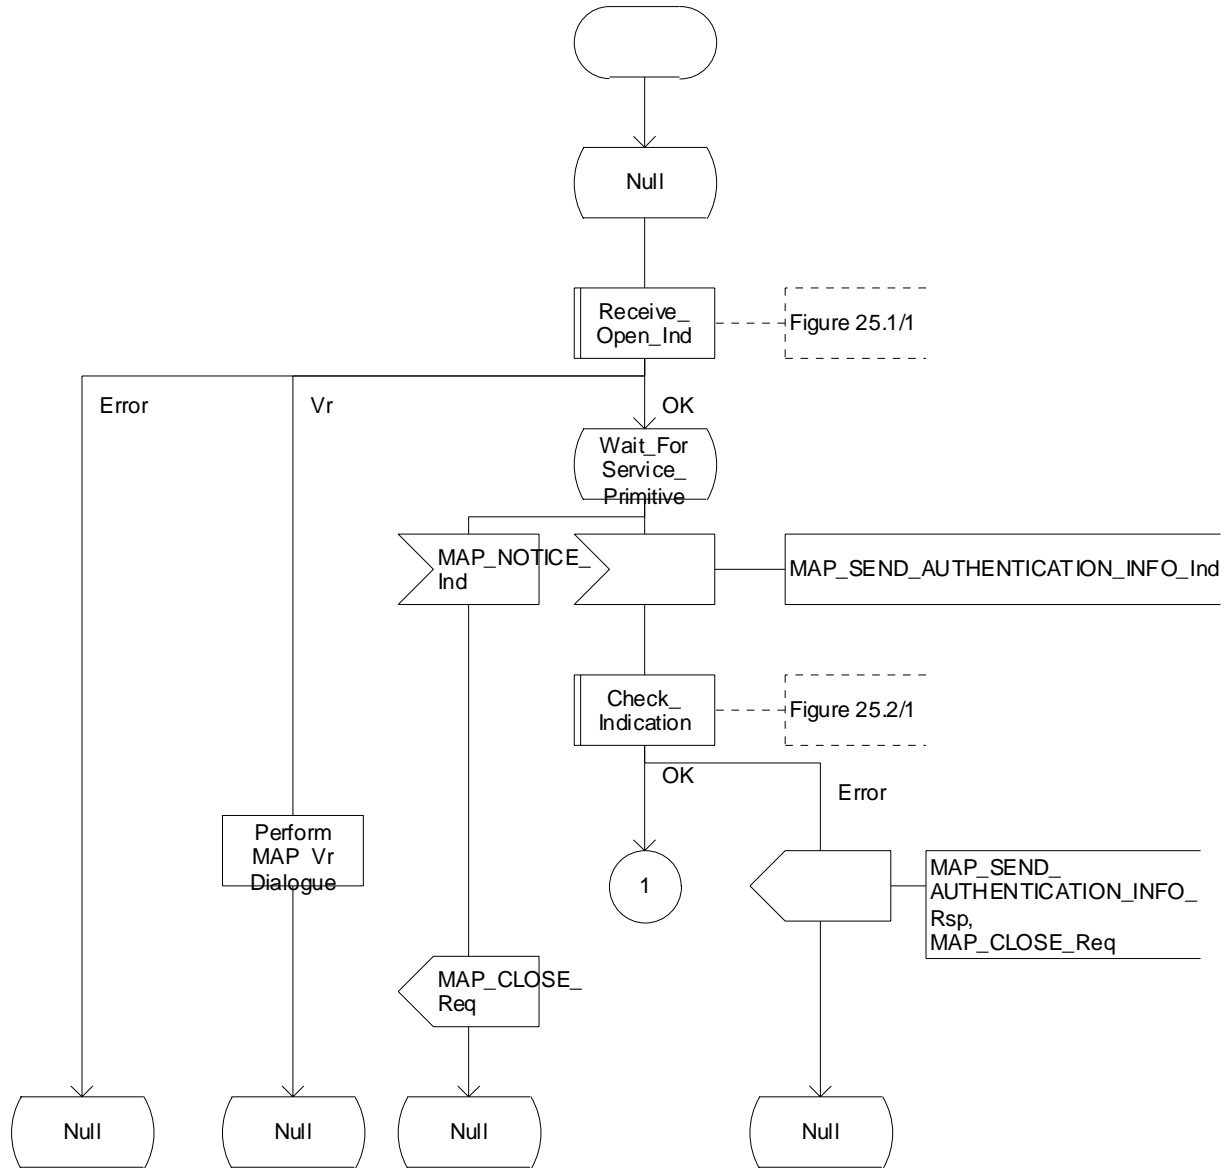 Null
Receive_
Open_Ind
Figure 25.1/1
Error
Vr
OK
Wait_For
Service_
Primitive
MAP_NOTICE_
Ind
MAP_SEND_AUTHENTICATION_INFO_Ind
Check_
Indication
Figure 25.2/1
OK
Error
Perform
MAP Vr
Dialogue
1
MAP_SEND_
AUTHENTICATION_INFO_
Rsp,
MAP_CLOSE_Req
MAP_CLOSE_
Req
Null
Null
Null
Null